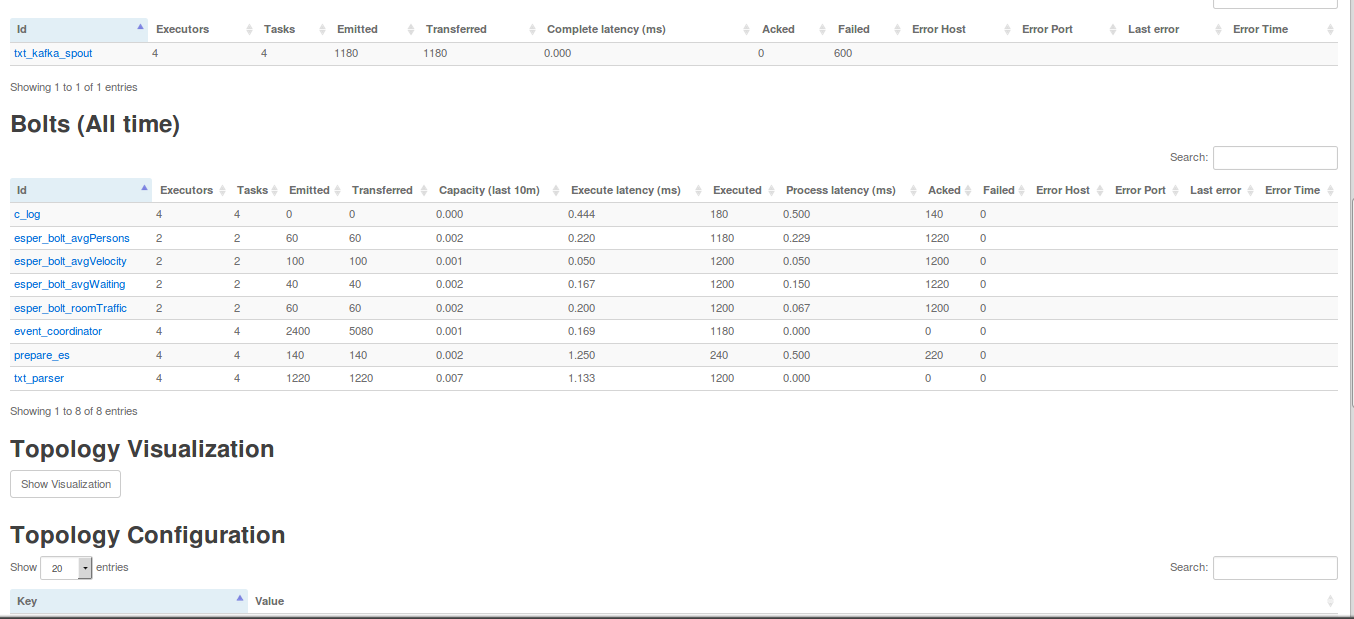 Id Executors Tasks Emitted Transferred Complete latency (ms) Acked Failed Error Host Error Port Last error Error Time
txt_kafka_spout 4 4 1180 1180 0.000 0 600
Showing 1 to 1 of 1 entries
Bolts (All time)
Search:
Id Executors Tasks Emitted Transferred Capacity (last 10m) Execute latency (ms) Executed Process latency (ms) Acked Failed Error Host Error Port Last error Error Time
c_log 4 4 0 0 0.000 0.444 180 0.500 140 0
esper_bolt_avgPersons 2 2 60 60 0.002 0.220 1180 0.229 1220 0
esper_bolt_avgVelocity 2 2 100 100 0.001 0.050 1200 0.050 1200 0
esper_bolt_avgWaiting 2 2 40 40 0.002 0.167 1200 0.150 1220 0
esper_bolt_roomTraffic 2 2 60 60 0.002 0.200 1200 0.067 1200 0
event_coordinator 4 4 2400 5080 0.001 0.169 1180 0.000 0 0
prepare_es 4 4 140 140 0.002 1.250 240 0.500 220 0
txt_parser 4 4 1220 1220 0.007 1.133 1200 0.000 0 0
Showing 1 to 8 of 8 entries
Topology Visualization
Show Visualization
Topology Configuration
Show 20 entries Search:
Key Value